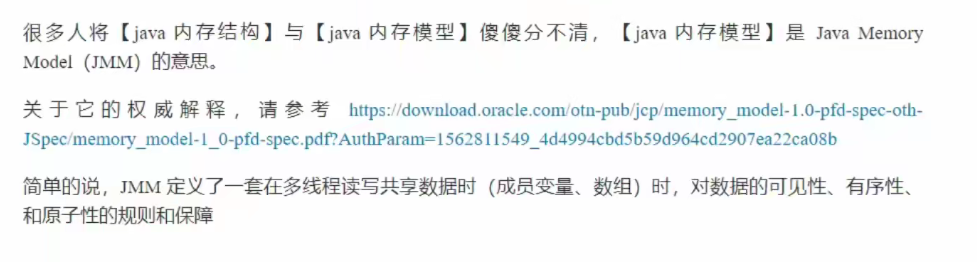 很多人将【java 内存结构】与【java 内存模型】傻傻分不清，【java 内存模型】是 Java Memory
Model（JMM）的意思。
关于它的权威解释，请参考 https://download.oracle.com/otn-pub/jcp/memory_model-1.0-pfd-spec-oth-
JSpec/memory_model-1_0-pfd-spec.pdf?AuthParam=1562811549_4d4994cbd5b59d964cd2907ea22ca08b
简单的说，JMM 定义了一套在多线程读写共享数据时（成员变量、数组）时，对数据的可见性、有序性、
和原子性的规则和保障